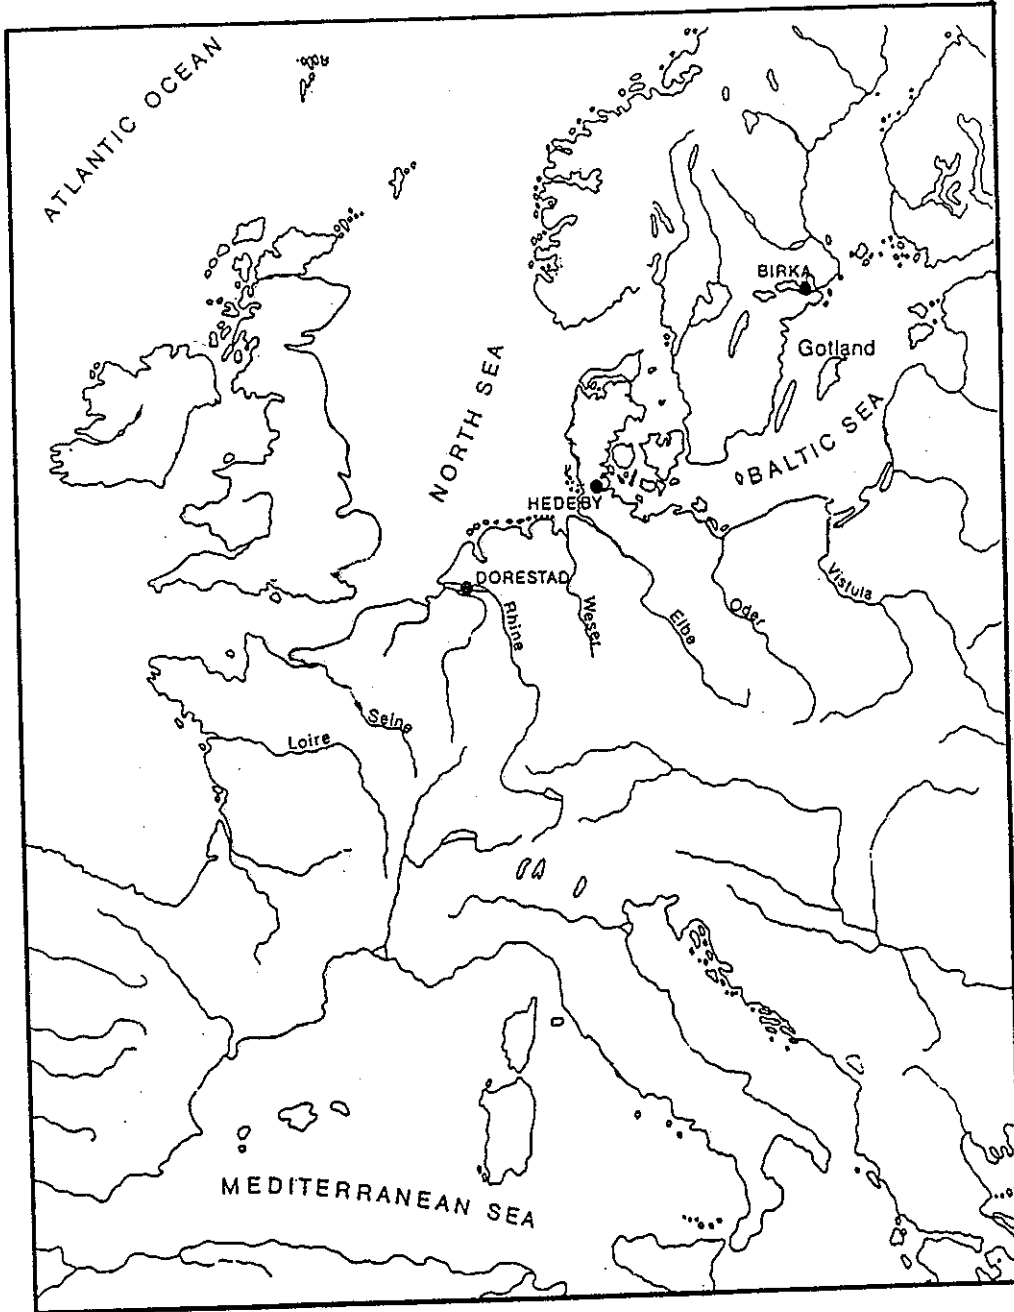 ATLANTIC OCEAN
BIRKA
Gotland
NORTH SEA
BALTIC SEA
HEDEBY
DORESTAD
Rhine
Weser
Elbe
Oder
Vistula
Seine
Loire
MEDITERRANEAN SEA